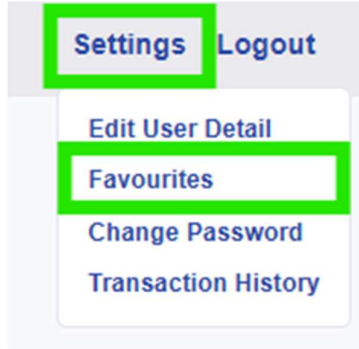 Settings Logout
Edit User Detail
Favourites
Change Password
Transaction History